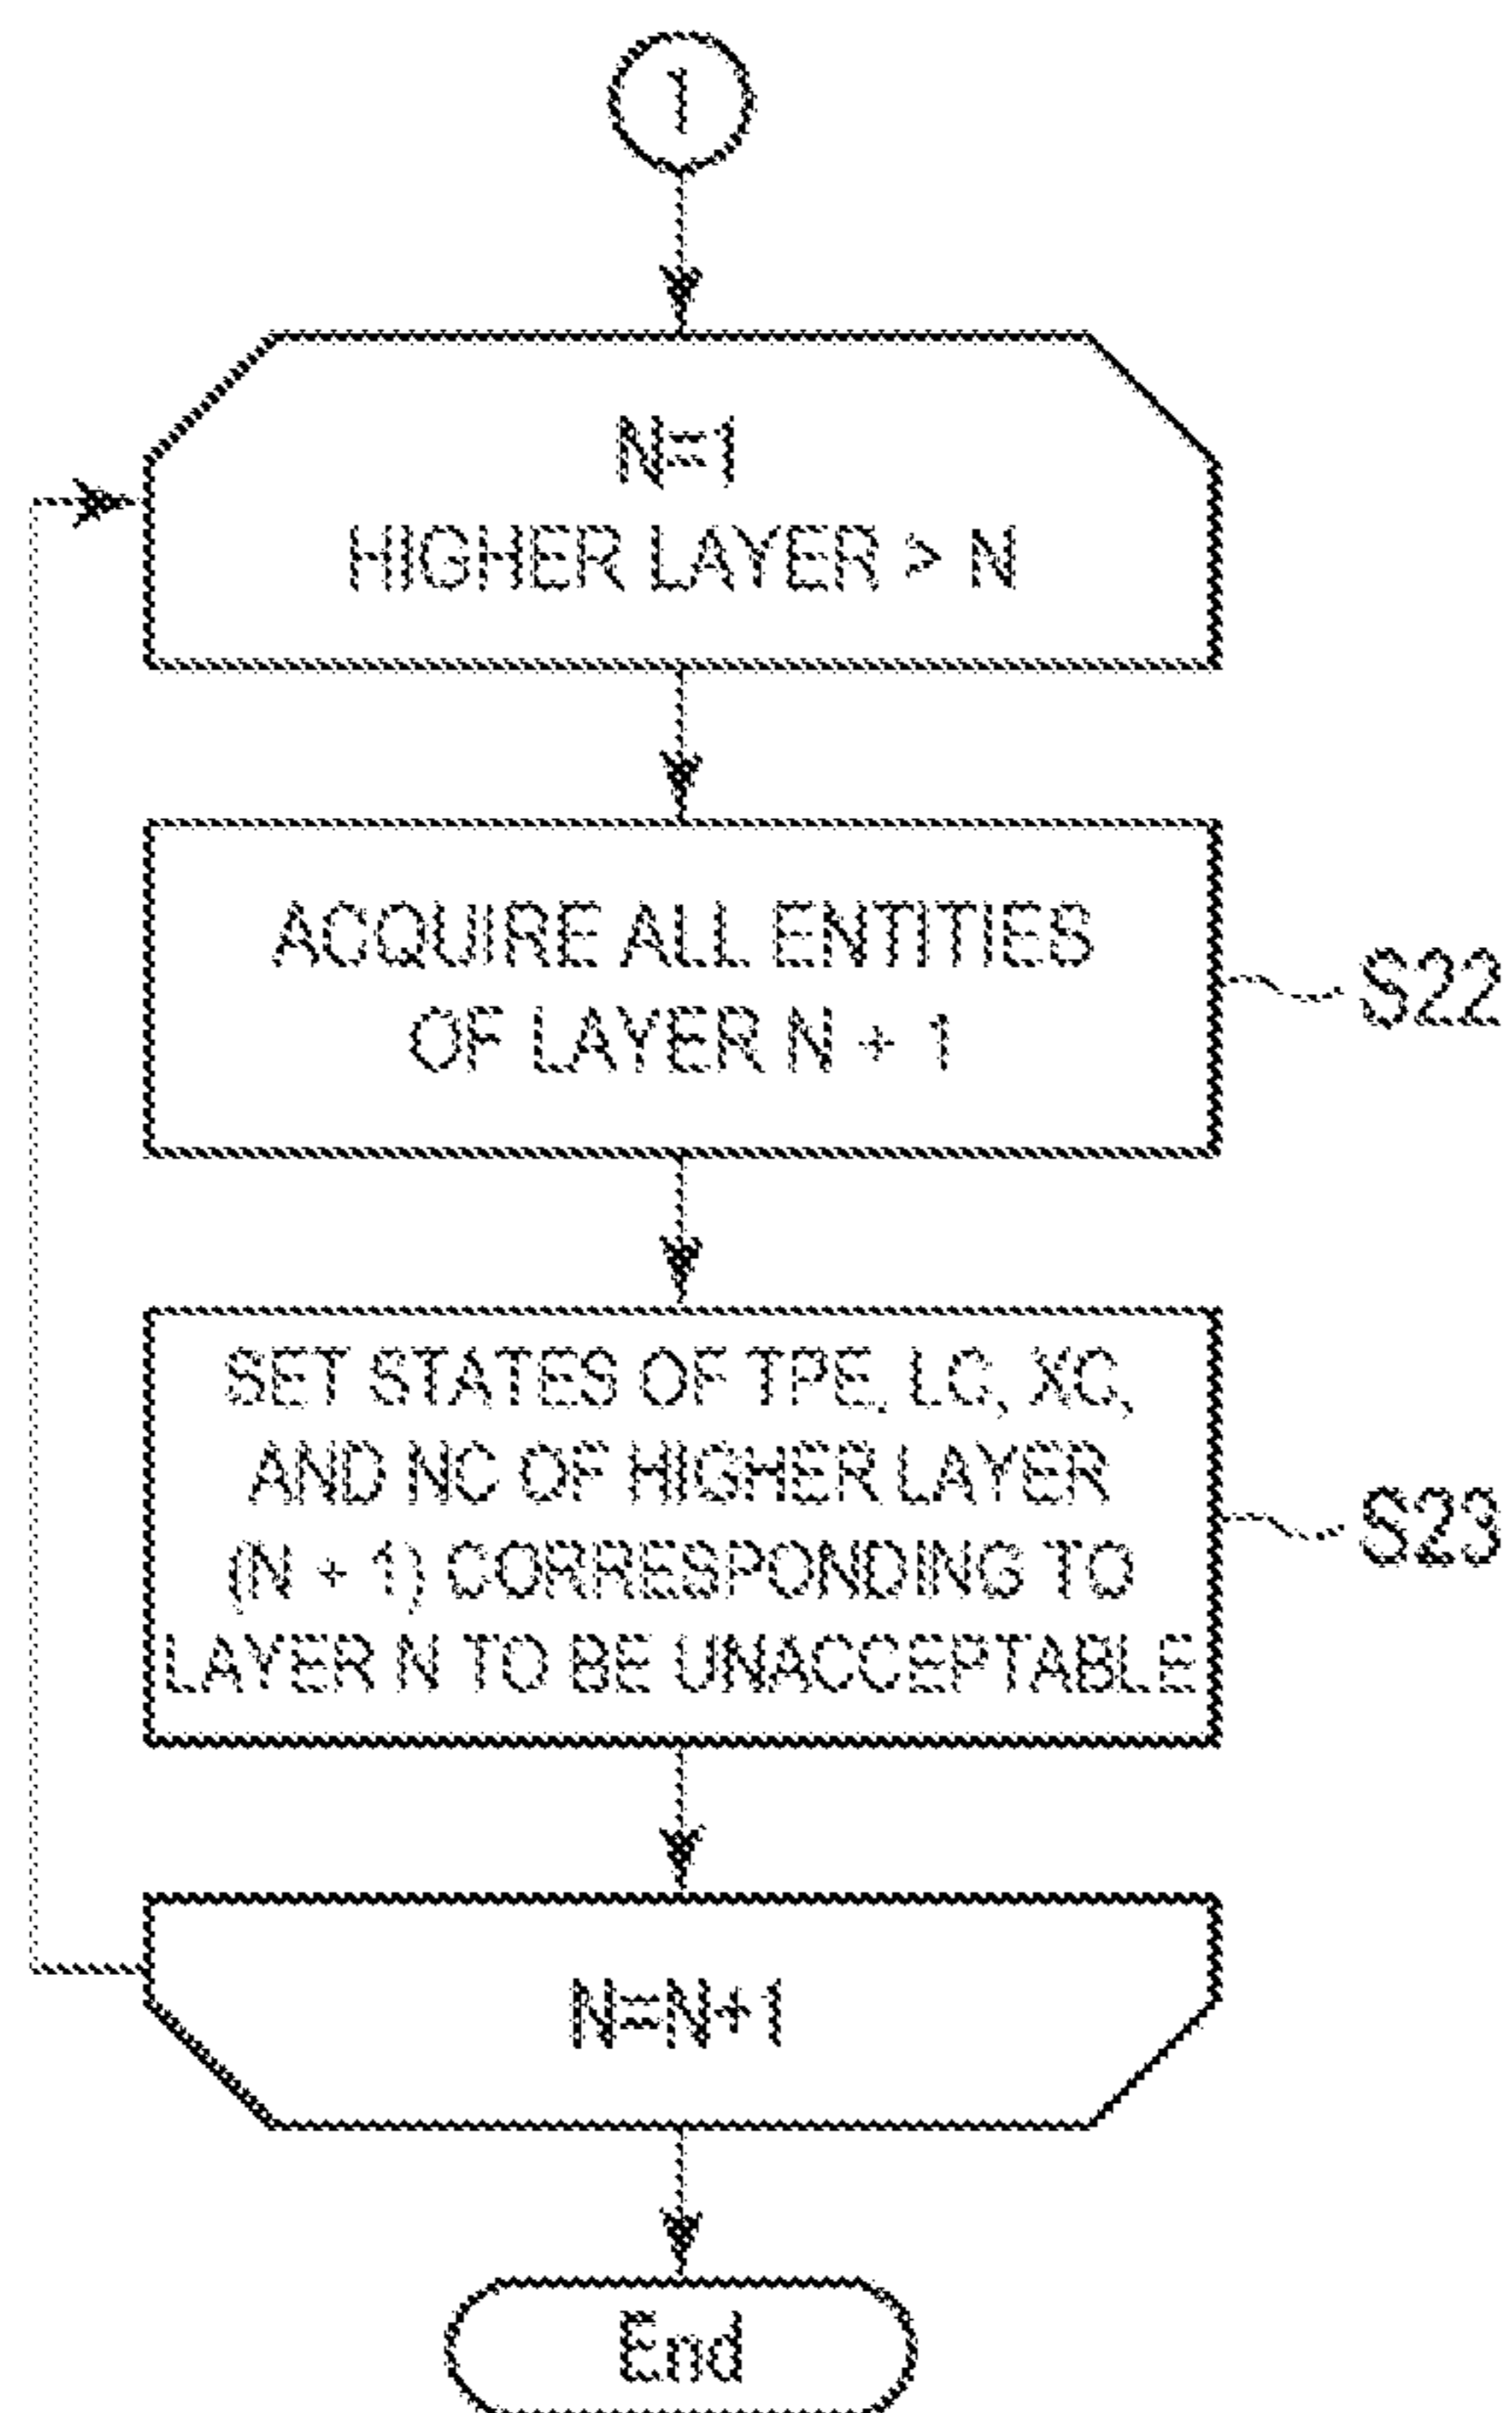 1
N=1
HIGHER LAYER > N
ACQUIRE ALL ENTITIES
OF LAYER N + 1
S22
SET STATES OF TPE, LC, XC,
AND NC OF HIGHER LAYER
(N + 1) CORRESPONDING TO
LAYER N TO BE UNACCEPTABLE
S23
N=N+1
End